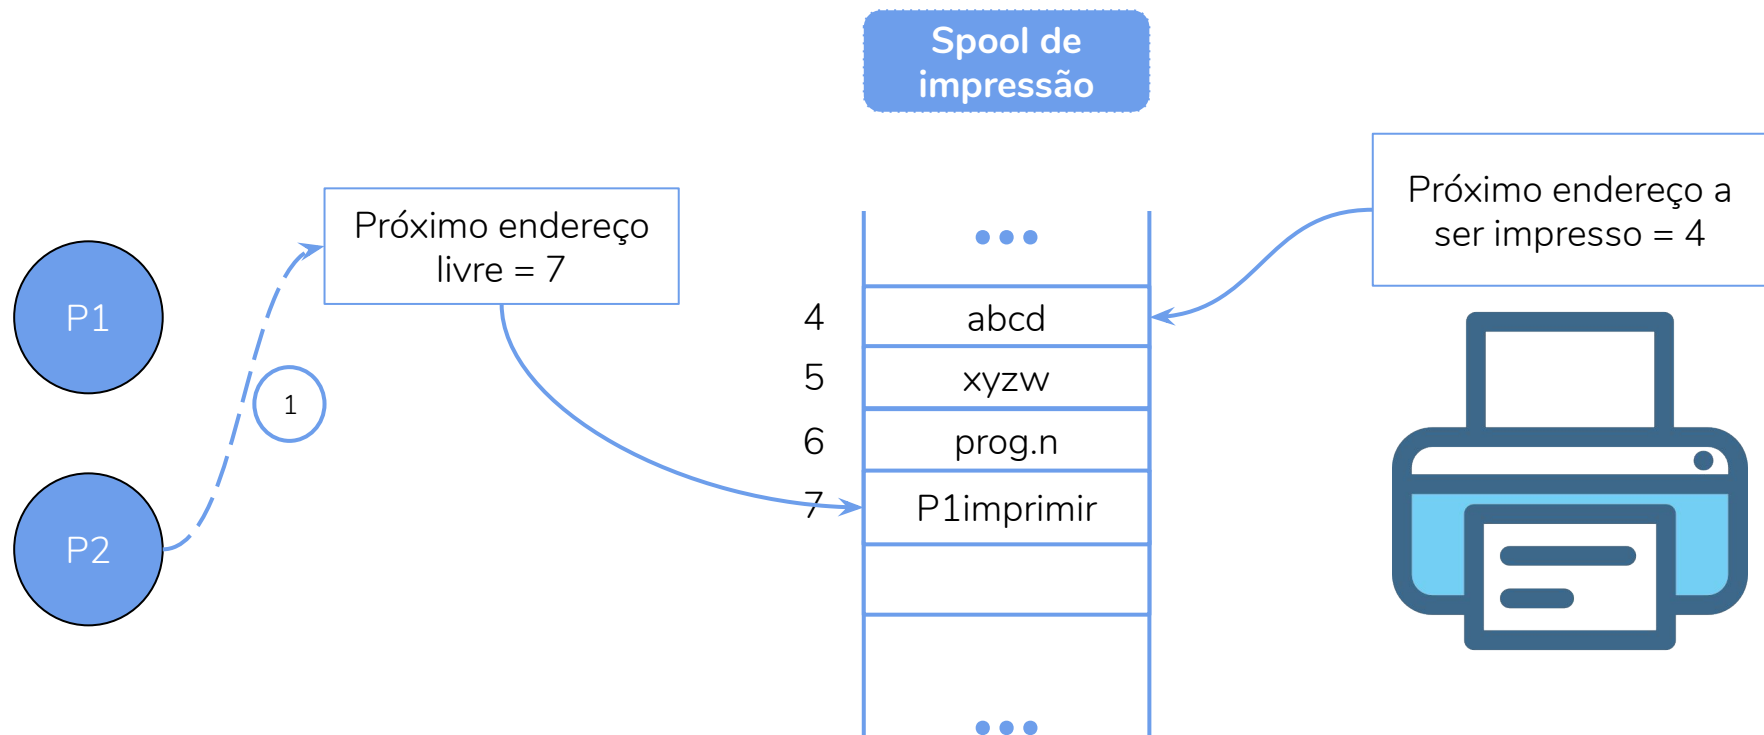 Spool de
impressão
Próximo endereço a
ser impresso = 4
Próximo endereço
livre = 7
P1
P2
1
4 abcd
5 xyzw
6 prog.n
7 P1imprimir